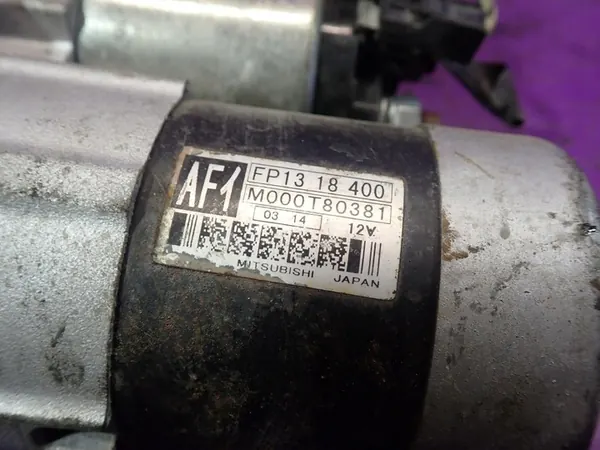 AF1
FP13 18 400
M000T80381
03 14 12V
MITSUBISHI JAPAN